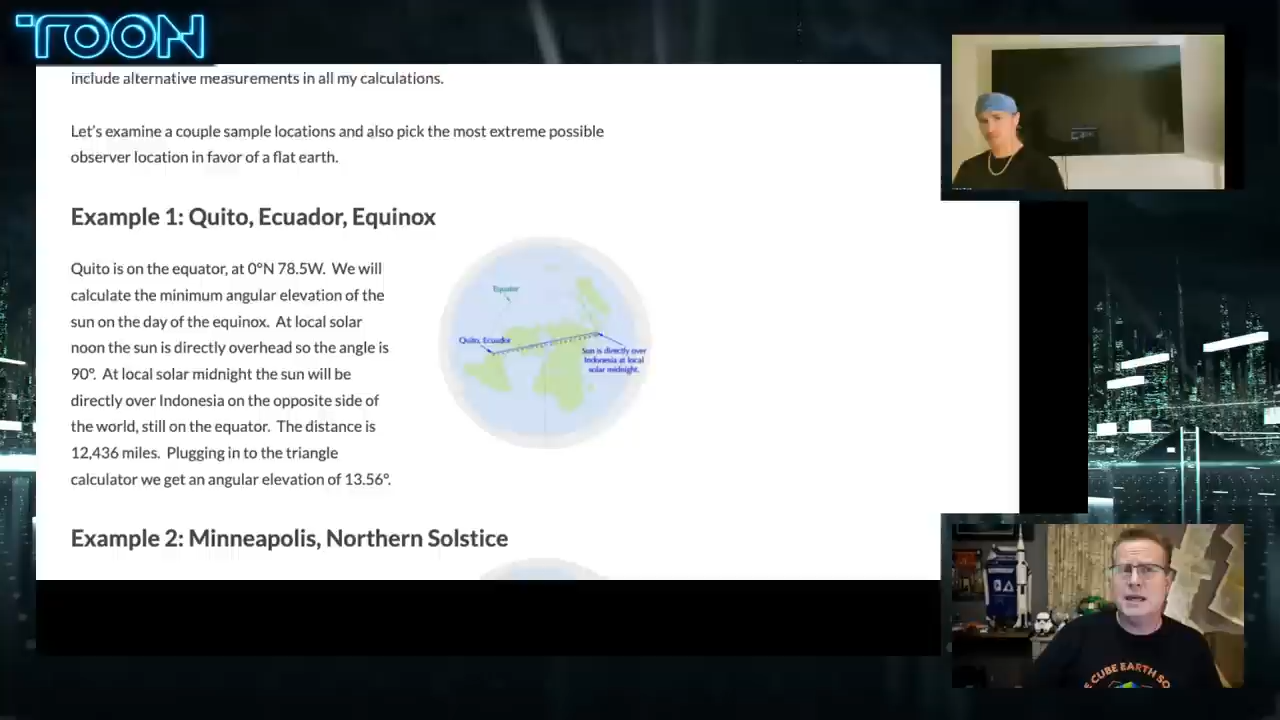 TOON
include alternative measurements in all my calculations.
Let's examine a couple sample locations and also pick the most extreme possible
observer location in favor of a flat earth.
Example 1: Quito, Ecuador, Equinox
Quito is on the equator, at 0°N 78.5W. We will
calculate the minimum angular elevation of the
sun on the day of the equinox. At local solar
noon the sun is directly overhead so the angle is
90°. At local solar midnight the sun will be
directly over Indonesia on the opposite side of
the world, still on the equator. The distance is
12,436 miles. Plugging in to the triangle
calculator we get an angular elevation of 13.56°.
Equator
Quito, Ecuador
Sun is directly over
Indonesia at local
solar midnight.
Example 2: Minneapolis, Northern Solstice
CUBE EARTH SO